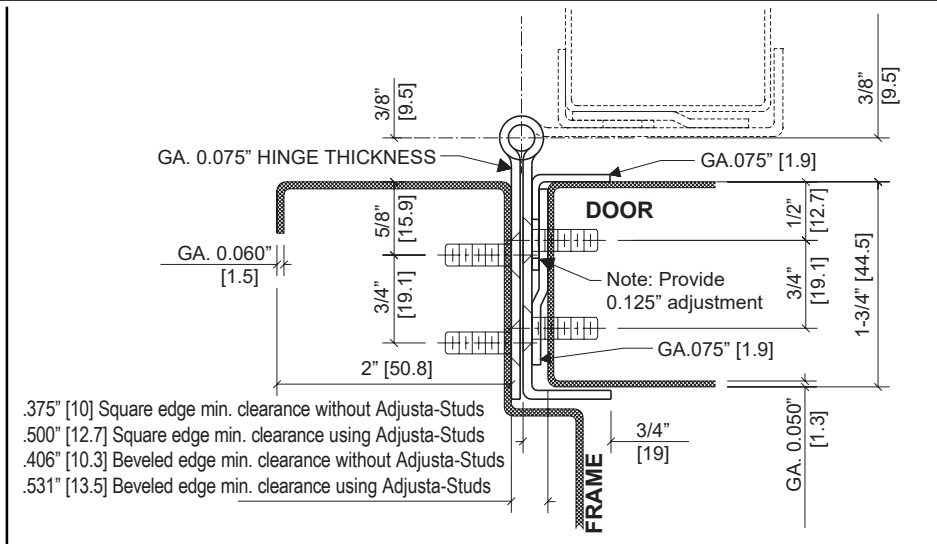 3/8”
[9.5]
3/8”
[9.5]
GA. 0.075” HINGE THICKNESS
GA.075” [1.9]
DOOR
5/8”
[15.9]
1/2”
[12.7]
GA. 0.060”
[1.5]
Note: Provide
0.125” adjustment
3/4”
[19.1]
3/4”
[19.1]
1-3/4” [44.5]
GA.075” [1.9]
2” [50.8]
.375” [10] Square edge min. clearance without Adjusta-Studs
.500” [12.7] Square edge min. clearance using Adjusta-Studs
.406” [10.3] Beveled edge min. clearance without Adjusta-Studs
.531” [13.5] Beveled edge min. clearance using Adjusta-Studs
3/4”
[19]
GA. 0.050”
[1.3]
FRAME